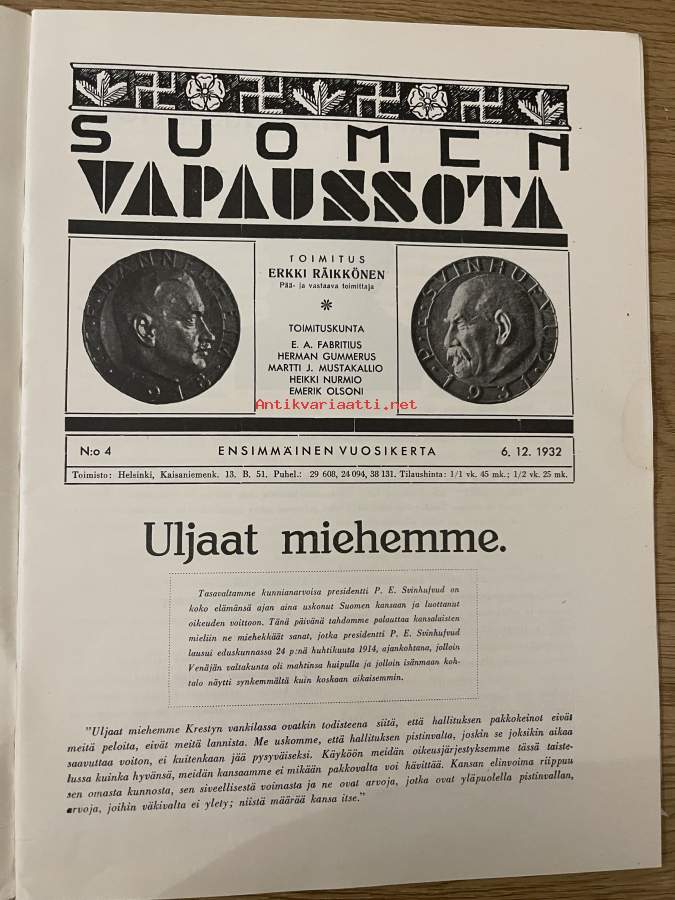 SUOMEN
VAPAUSSOTA
TOIMITUS
ERKKI RÄIKKÖNEN
Pää- ja vastaava toimittaja
TOIMITUSKUNTA
E. A. FABRITIUS
HERMAN GUMMERUS
MARTTI J. MUSTAKALLIO
HEIKKI NURMIO
EMERIK OLSONI
MANNERHEIM
1918
P·E·SVINHUFVUD
1931
Antikvariaatti.net
N:o 4 ENSIMMÄINEN VUOSIKERTA 6. 12. 1932
Toimisto: Helsinki, Kaisaniemenk. 13. B. 51. Puhel.: 29 608, 24 094, 38 131. Tilaushinta: 1/1 vk. 45 mk.; 1/2 vk. 25 mk.
Uljaat miehemme.
Tasavaltamme kunnianarvoisa presidentti P. E. Svinhufvud on
koko elämänsä ajan aina uskonut Suomen kansaan ja luottanut
oikeuden voittoon. Tänä päivänä tahdomme palauttaa kansalaisten
mieliin ne miehekkäät sanat, jotka presidentti P. E. Svinhufvud
lausui eduskunnassa 24 p:nä huhtikuuta 1914, ajankohtana, jolloin
Venäjän valtakunta oli mahtinsa huipulla ja jolloin isänmaan koh-
talo näytti synkemmältä kuin koskaan aikaisemmin.
"Uljaat miehemme Krestyn vankilassa ovatkin todisteena siitä, että hallituksen pakkokeinot eivät
meitä peloita, eivät meitä lannista. Me uskomme, että hallituksen pistinvalta, joskin se joksikin aikaa
saavuttaa voiton, ei kuitenkaan jää pysyväiseksi. Käyköön meidän oikeusjärjestyksemme tässä taiste-
lussa kuinka hyvänsä, meidän kansaamme ei mikään pakkovalta voi hävittää. Kansan elinvoima riippuu
sen omasta kunnosta, sen siveellisestä voimasta ja ne ovat arvoja, jotka ovat yläpuolella pistinvallan,
arvoja, joihin väkivalta ei ylety; niistä määrää kansa itse."